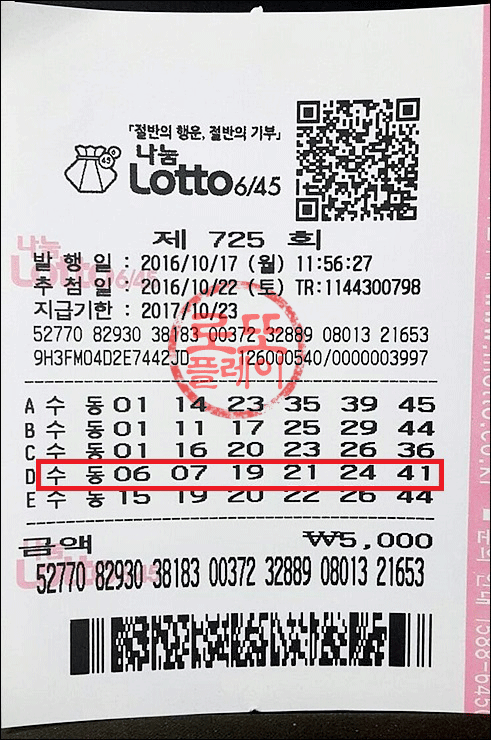 「절반의 행운, 절반의 기부」
나눔
Lotto 6/45
제 725 회
발 행 일 : 2016/10/17 (월) 11:56:27
추 첨 일 : 2016/10/22 (토) TR:1144300798
지급기한 : 2017/10/23
52770 82930 38183 00372 32889 08013 21653
9H3FM04D2E7442JD 126000540/0000003997
로또
플레이
A 수 동 01 14 23 35 39 45
B 수 동 01 11 17 25 29 44
C 수 동 01 16 20 23 26 36
D 수 동 06 07 19 21 24 41
E 수 동 15 19 20 22 26 44
금액 ₩5,000
52770 82930 38183 00372 32889 08013 21653